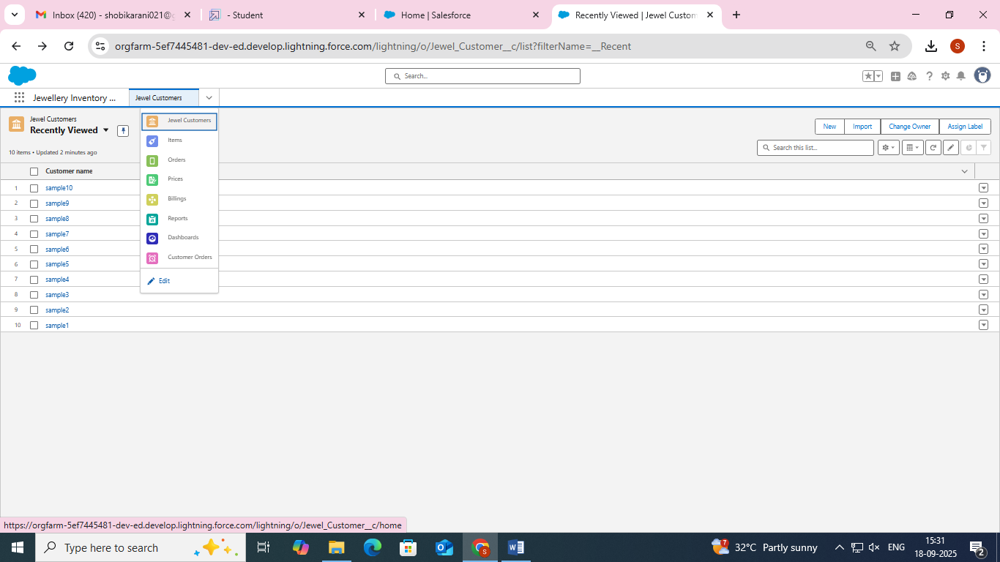 Inbox (420) - shobikarani021@g
- Student
Home | Salesforce
Recently Viewed | Jewel Custom
orgfarm-5ef7445481-dev-ed.develop.lightning.force.com/lightning/o/Jewel_Customer__c/list?filterName=__Recent
S
Search...
Jewellery Inventory ...
Jewel Customers
Jewel Customers
Recently Viewed
New
Import
Change Owner
Assign Label
10 items • Updated 2 minutes ago
Search this list...
Jewel Customers
Items
Orders
Prices
Billings
Reports
Dashboards
Customer Orders
Edit
Customer name
1 sample10
2 sample9
3 sample8
4 sample7
5 sample6
6 sample5
7 sample4
8 sample3
9 sample2
10 sample1
https://orgfarm-5ef7445481-dev-ed.develop.lightning.force.com/lightning/o/Jewel_Customer__c/home
Type here to search
32°C Partly sunny
ENG
15:31
18-09-2025
7
2